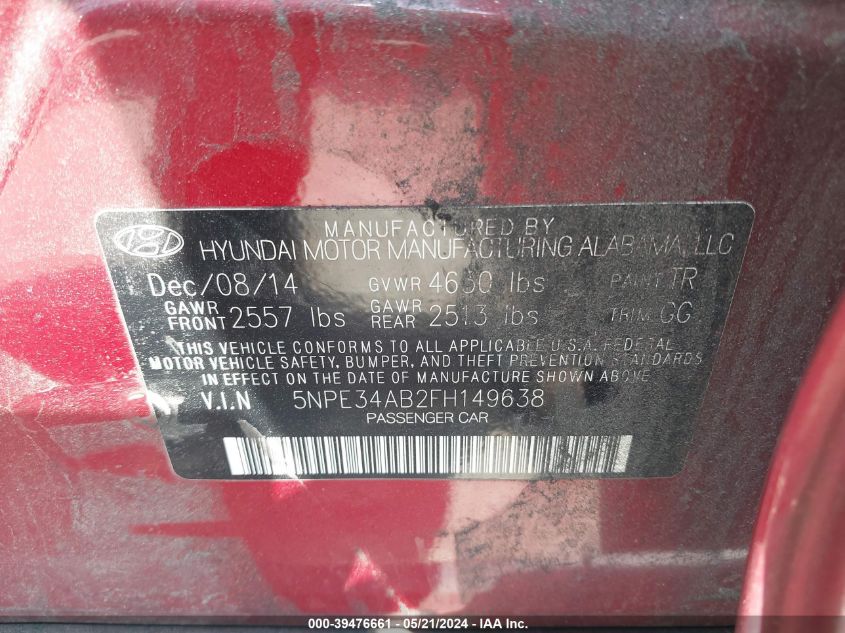 MANUFACTURED BY
HYUNDAI MOTOR MANUFACTURING ALABAMA, LLC
Dec/08/14 GVWR 4630 lbs PAINT TR
GAWR FRONT 2557 lbs GAWR REAR 2513 lbs TRIM GG
THIS VEHICLE CONFORMS TO ALL APPLICABLE U.S.A. FEDERAL
MOTOR VEHICLE SAFETY, BUMPER, AND THEFT PREVENTION STANDARDS
IN EFFECT ON THE DATE OF MANUFACTURE SHOWN ABOVE.
V.I.N 5NPE34AB2FH149638
PASSENGER CAR
000-39476661 - 05/21/2024 - IAA Inc.